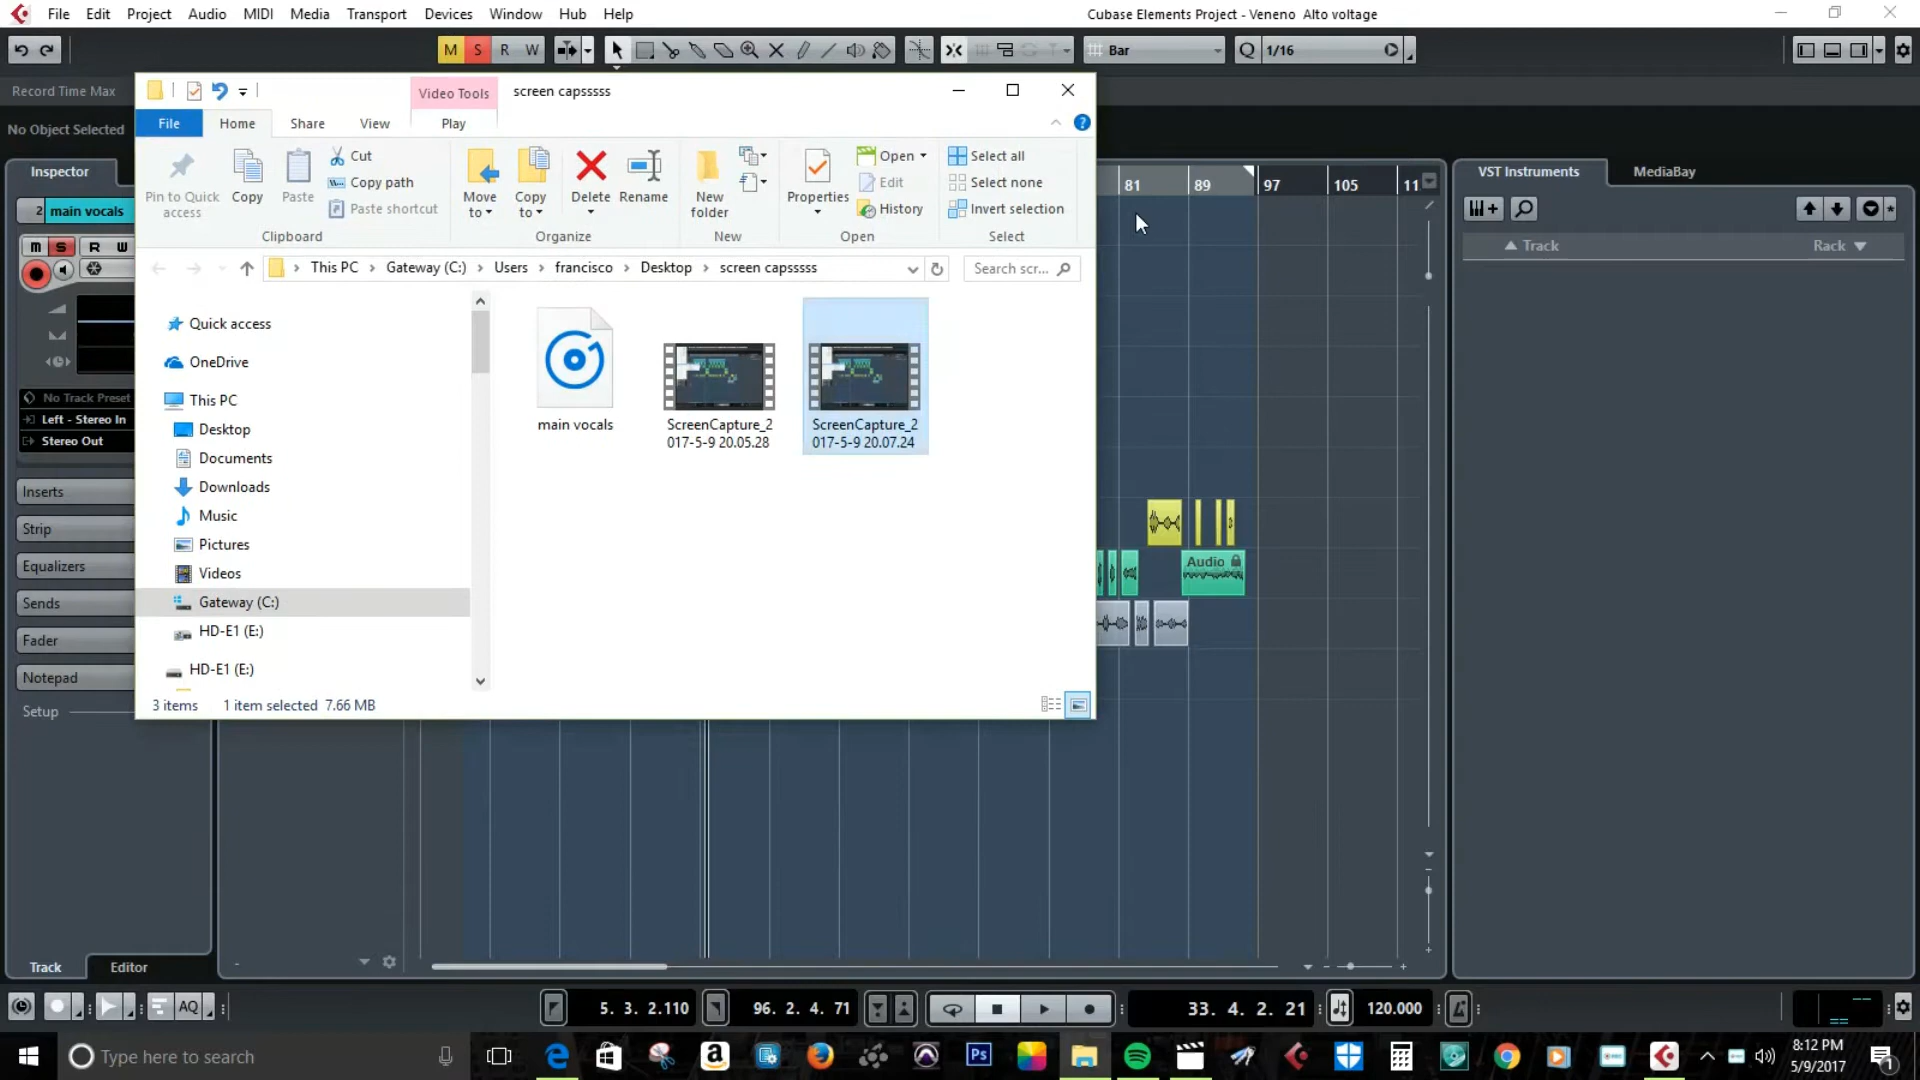 File Edit Project Audio MIDI Media Transport Devices Window Hub Help
Cubase Elements Project - Veneno Alto voltage
M S R W
Bar
Q 1/16
Record Time Max
No Object Selected
Video Tools
screen capsssss
File Home Share View Play
Pin to Quick
access
Copy
Paste
Cut
Copy path
Paste shortcut
Clipboard
Move
to
Copy
to
Delete
Rename
Organize
New
folder
New
Properties
Open
Edit
History
Open
Select all
Select none
Invert selection
Select
This PC Gateway (C:) Users francisco Desktop screen capsssss
Search scr...
Inspector
2 main vocals
m S R W
No Track Preset
Left - Stereo In
Stereo Out
Inserts
Strip
Equalizers
Sends
Fader
Notepad
Setup
Quick access
OneDrive
This PC
Desktop
Documents
Downloads
Music
Pictures
Videos
Gateway (C:)
HD-E1 (E:)
HD-E1 (E:)
main vocals
ScreenCapture_2
017-5-9 20.05.28
ScreenCapture_2
017-5-9 20.07.24
3 items 1 item selected 7.66 MB
81 89 97 105 11
Audio
VST Instruments
MediaBay
Track
Rack
Track
Editor
AQ
5. 3. 2.110
96. 2. 4. 71
33. 4. 2. 21
120.000
Type here to search
a
Ps
8:12 PM
5/9/2017
1